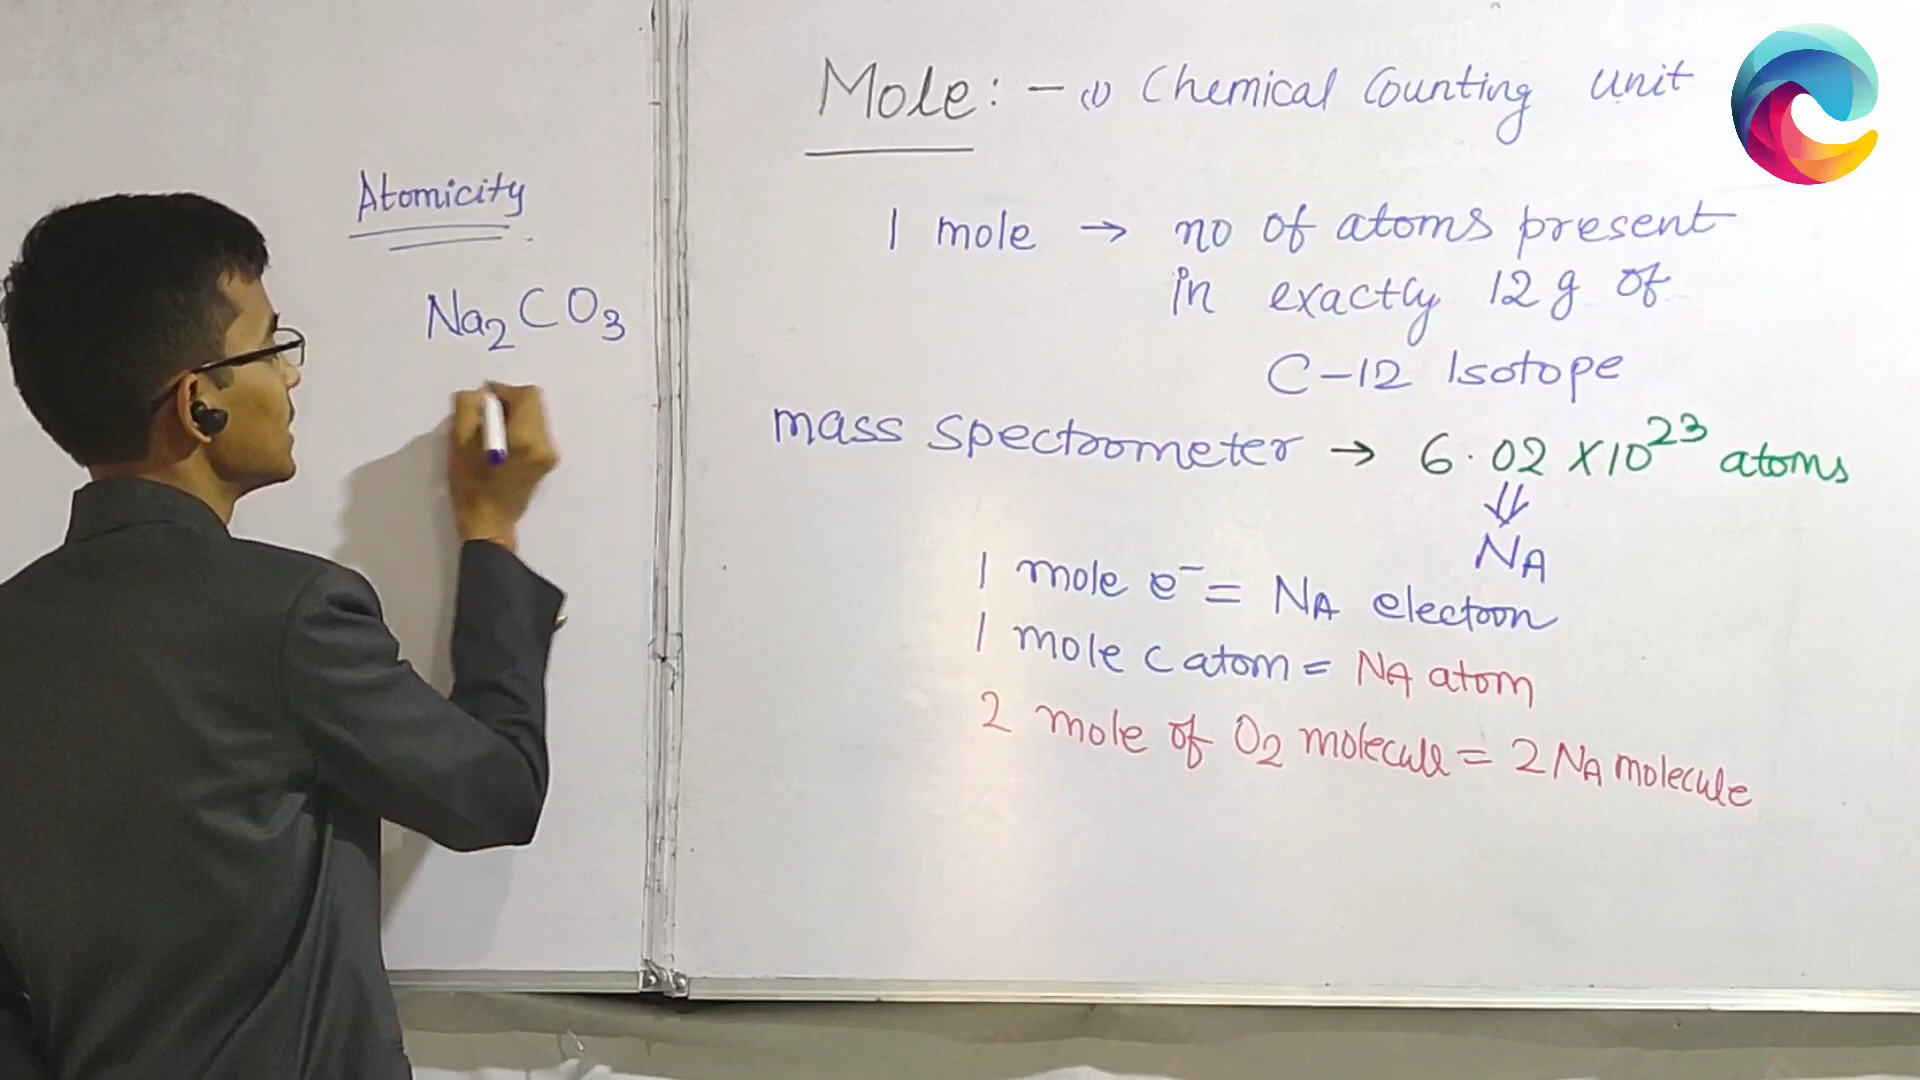 Atomicity
Na₂CO₃
Mole: - (1) Chemical Counting unit
1 mole → no of atoms present
in exactly 12 g of
C-12 Isotope
mass spectrometer → 6.02 × 10²³ atoms
⇓
NA
1 mole e⁻ = NA electron
1 mole C atom = NA atom
2 mole of O₂ molecule = 2 NA molecule